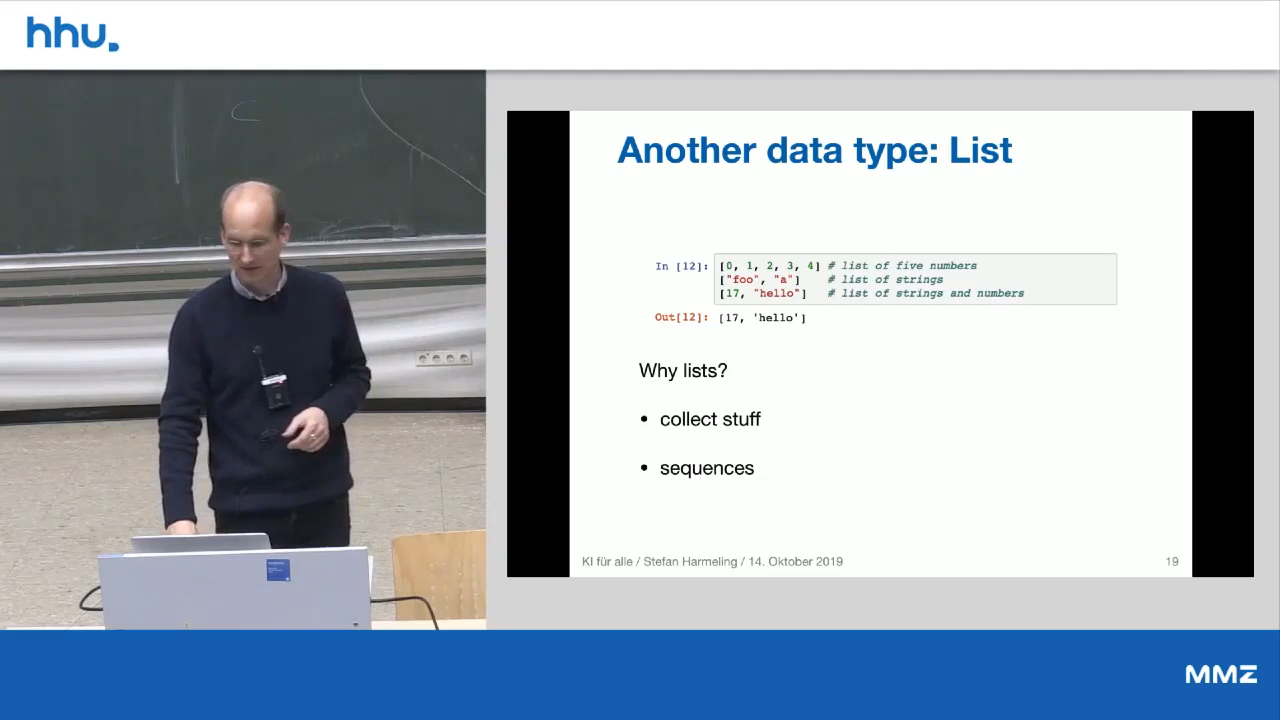 hhu.
Another data type: List
In [12]: [0, 1, 2, 3, 4] # list of five numbers
["foo", "a"] # list of strings
[17, "hello"] # list of strings and numbers
Out[12]: [17, 'hello']
Why lists?
• collect stuff
• sequences
KI für alle / Stefan Harmeling / 14. Oktober 2019
19
MMZ